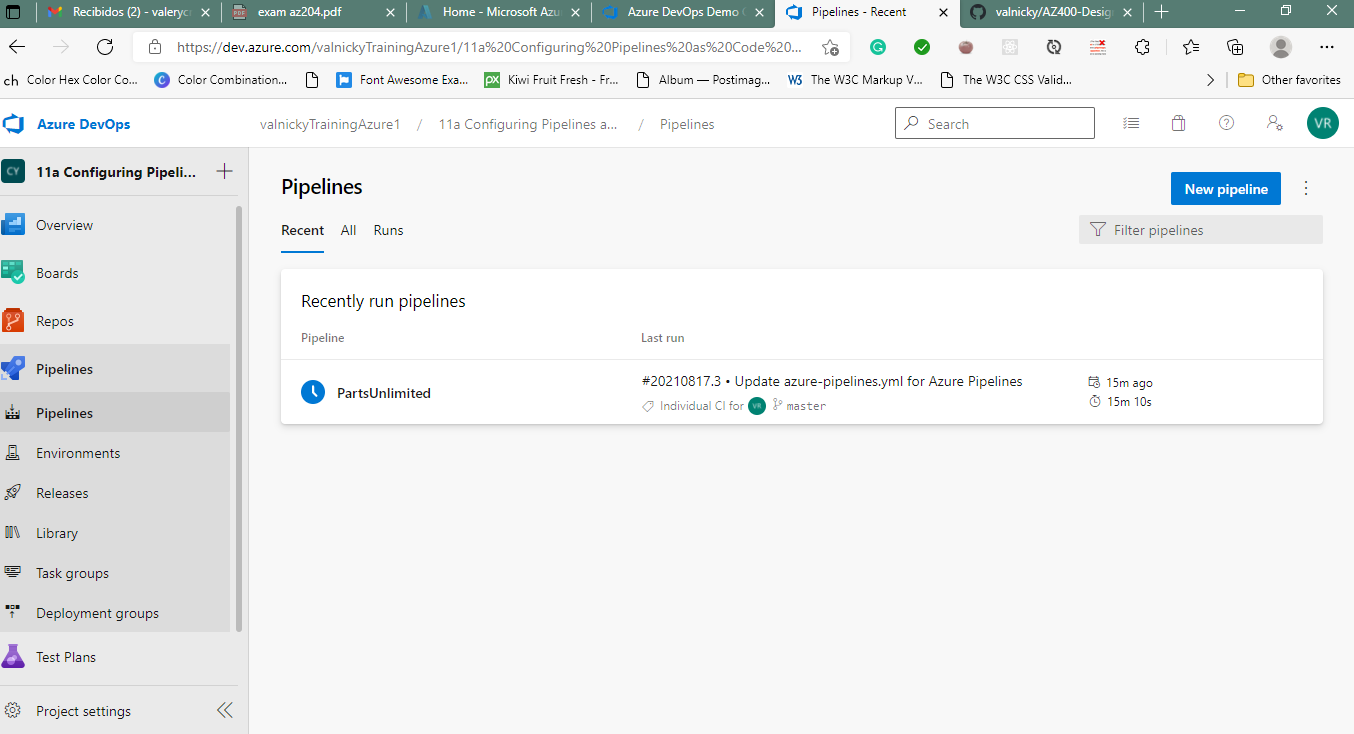 Recibidos (2) - valeryc
exam az204.pdf
Home - Microsoft Azu
Azure DevOps Demo G
Pipelines - Recent
valnicky/AZ400-Design
https://dev.azure.com/valnickyTrainingAzure1/11a%20Configuring%20Pipelines%20as%20Code%20...
ch
Color Hex Color Co...
Color Combination...
Font Awesome Exa...
Kiwi Fruit Fresh - Fr...
Album — Postimag...
The W3C Markup V...
The W3C CSS Valid...
Other favorites
Azure DevOps
valnickyTrainingAzure1 / 11a Configuring Pipelines a... / Pipelines
Search
VR
CY
11a Configuring Pipeli...
Overview
Boards
Repos
Pipelines
Pipelines
Environments
Releases
Library
Task groups
Deployment groups
Test Plans
Project settings
Pipelines
New pipeline
Recent
All
Runs
Filter pipelines
Recently run pipelines
Pipeline
Last run
PartsUnlimited
#20210817.3 • Update azure-pipelines.yml for Azure Pipelines
Individual CI for VR master
15m ago
15m 10s